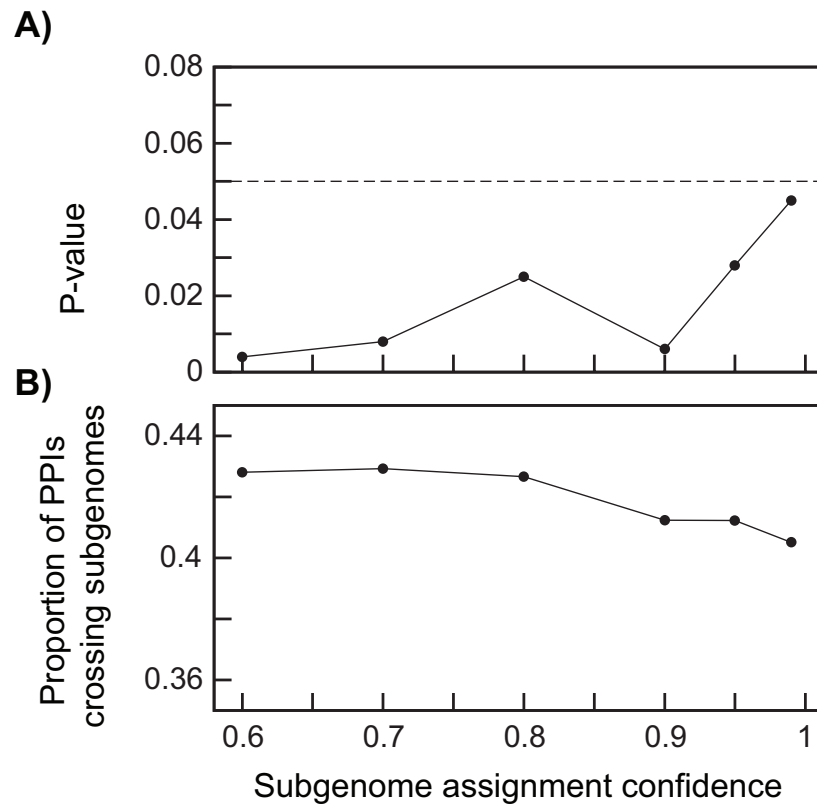 A)
0.08
0.06
0.04
0.02
0
P-value
B)
0.44
0.4
0.36
Proportion of PPIs
crossing subgenomes
0.6 0.7 0.8 0.9 1
Subgenome assignment confidence